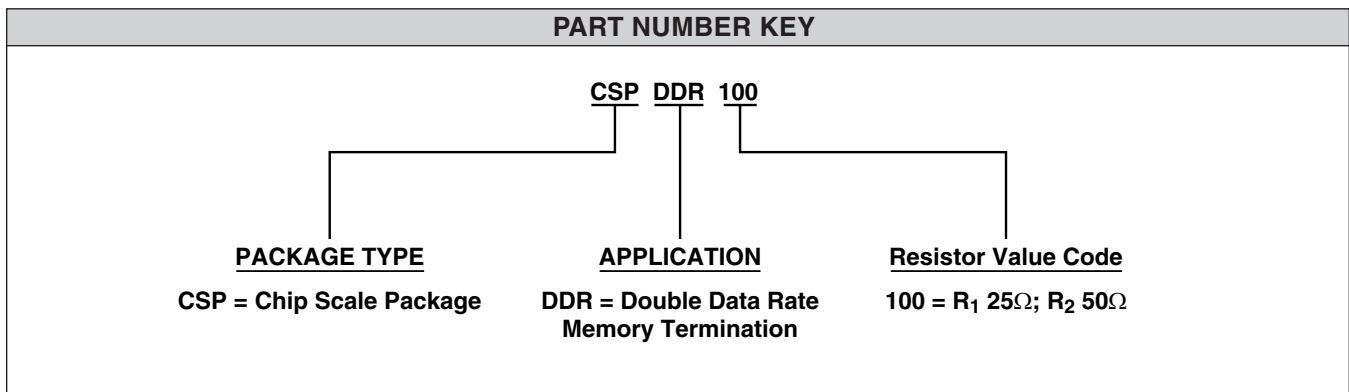 PART NUMBER KEY
CSP DDR 100
PACKAGE TYPE
CSP = Chip Scale Package
APPLICATION
DDR = Double Data Rate
Memory Termination
Resistor Value Code
100 = R1 25Ω; R2 50Ω